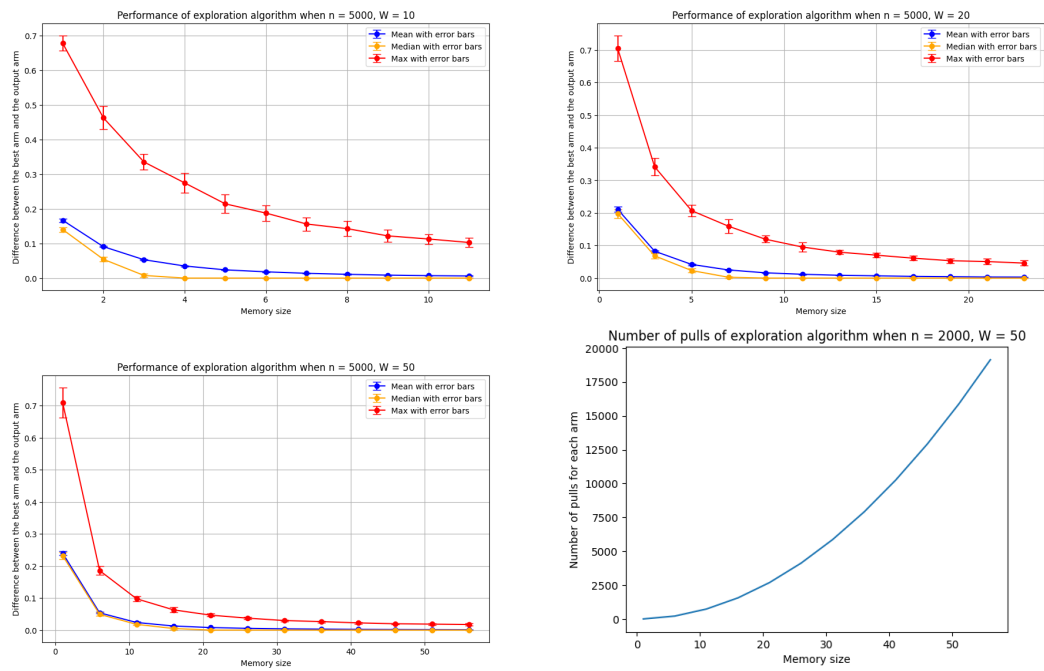 Performance of exploration algorithm when n = 5000, W = 10
Difference between the best arm and the output arm
0.7
0.6
0.5
0.4
0.3
0.2
0.1
0.0
Mean with error bars
Median with error bars
Max with error bars
2
4
6
8
10
Memory size
Performance of exploration algorithm when n = 5000, W = 20
Difference between the best arm and the output arm
0.7
0.6
0.5
0.4
0.3
0.2
0.1
0.0
Mean with error bars
Median with error bars
Max with error bars
0
5
10
15
20
Memory size
Performance of exploration algorithm when n = 5000, W = 50
Difference between the best arm and the output arm
0.7
0.6
0.5
0.4
0.3
0.2
0.1
0.0
Mean with error bars
Median with error bars
Max with error bars
0
10
20
30
40
50
Memory size
Number of pulls of exploration algorithm when n = 2000, W = 50
Number of pulls for each arm
20000
17500
15000
12500
10000
7500
5000
2500
0
0
10
20
30
40
50
Memory size